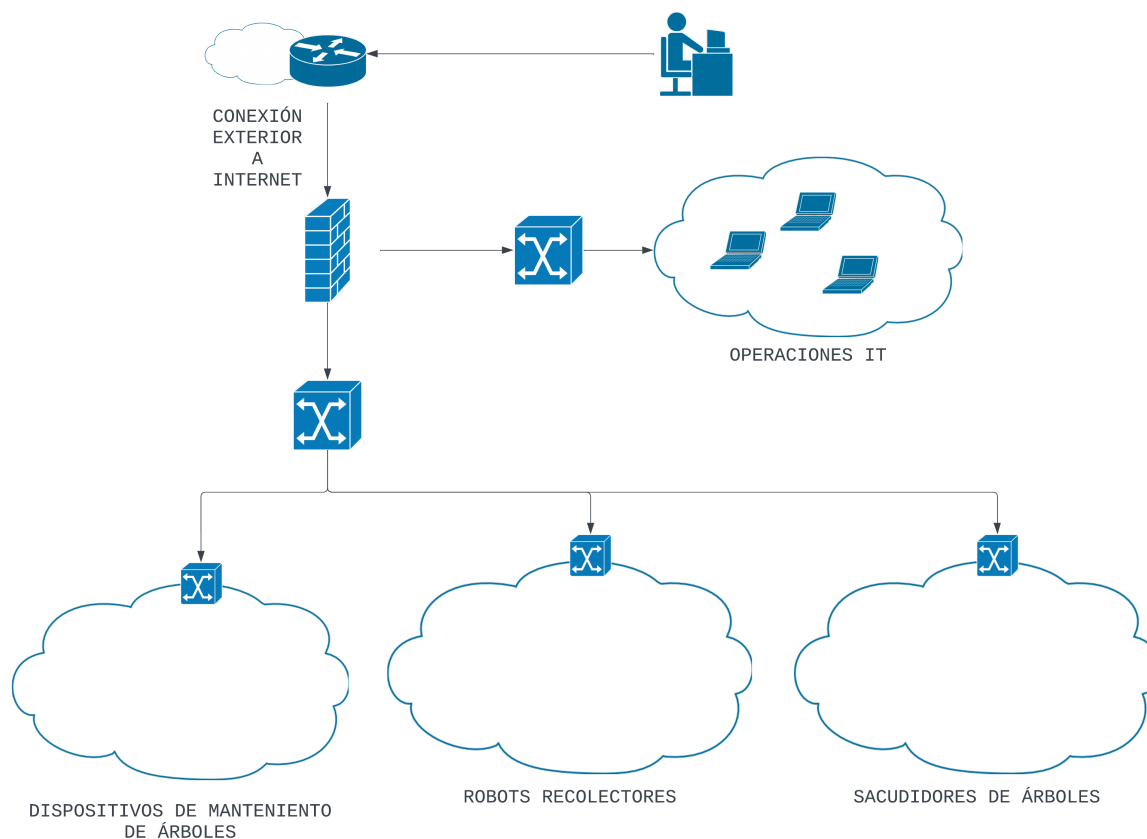 CONEXIÓN
EXTERIOR
A
INTERNET
OPERACIONES IT
DISPOSITIVOS DE MANTENIENTO
DE ÁRBOLES
ROBOTS RECOLECTORES
SACUDIDORES DE ÁRBOLES